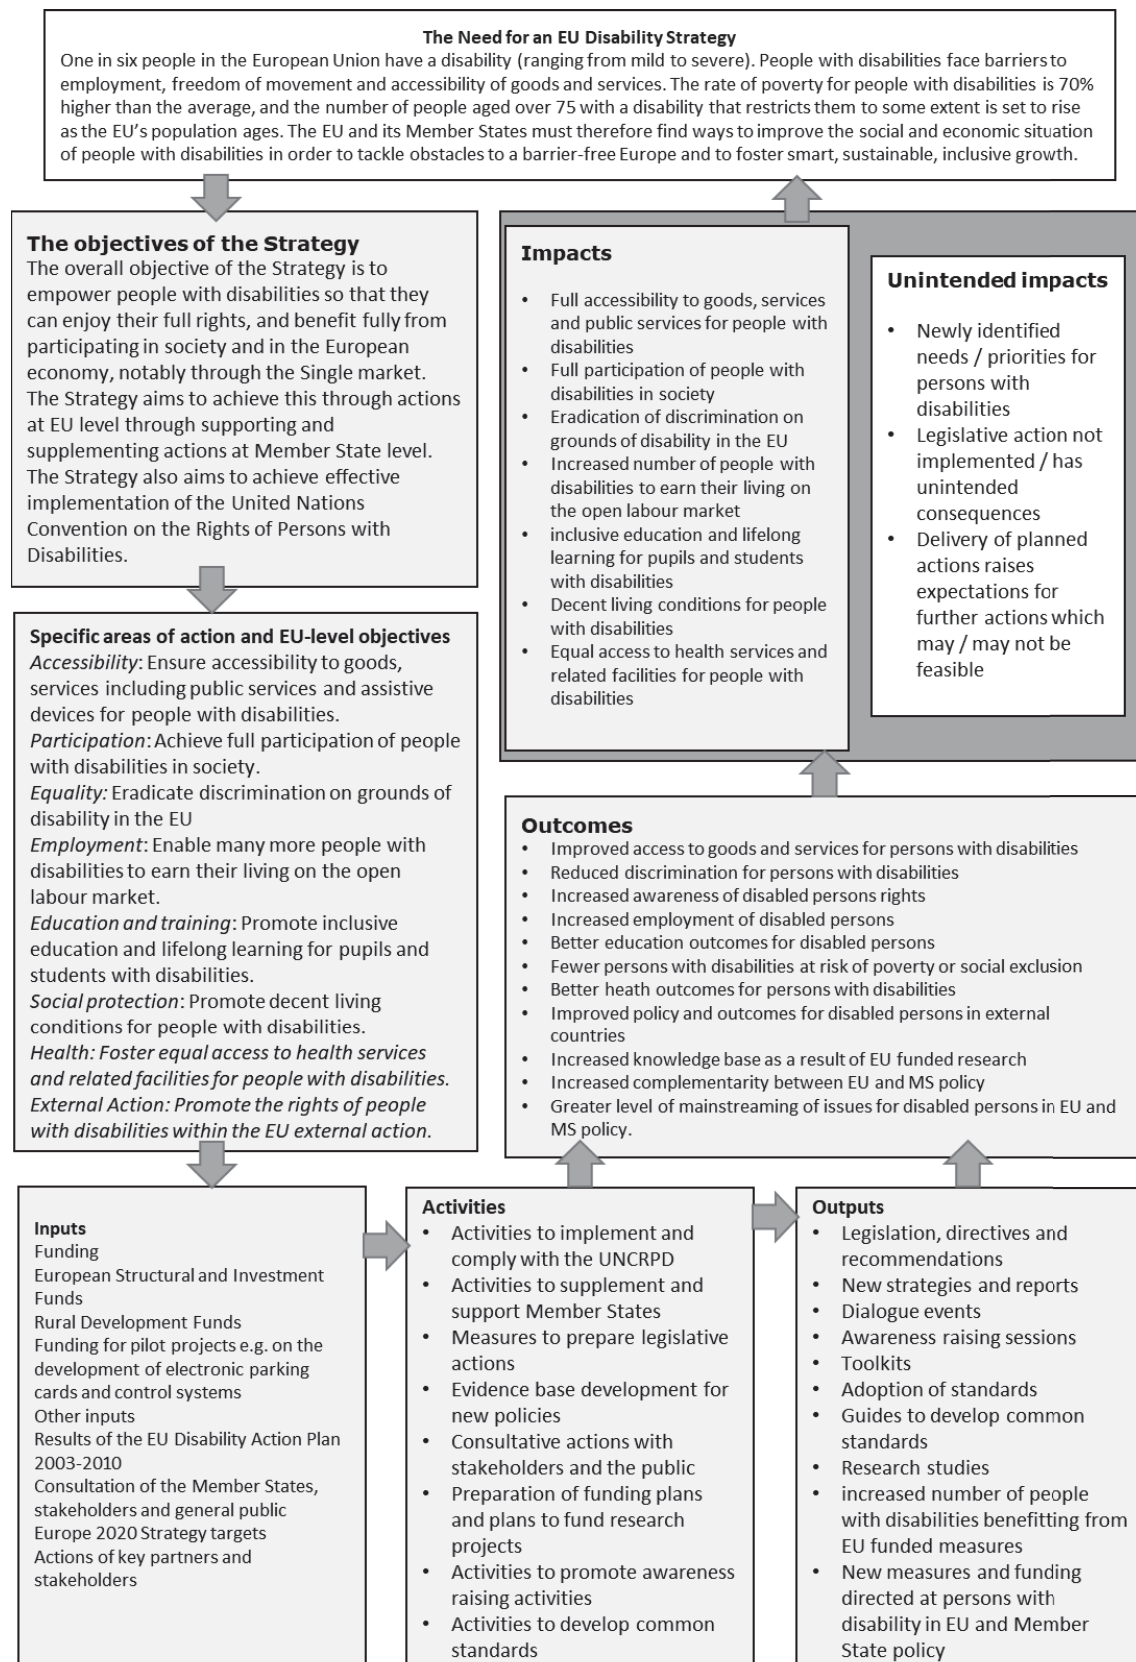 The Need for an EU Disability Strategy
One in six people in the European Union have a disability (ranging from mild to severe). People with disabilities face barriers to
employment, freedom of movement and accessibility of goods and services. The rate of poverty for people with disabilities is 70%
higher than the average, and the number of people aged over 75 with a disability that restricts them to some extent is set to rise
as the EU's population ages. The EU and its Member States must therefore find ways to improve the social and economic situation
of people with disabilities in order to tackle obstacles to a barrier-free Europe and to foster smart, sustainable, inclusive growth.
The objectives of the Strategy
The overall objective of the Strategy is to
empower people with disabilities so that they
can enjoy their full rights, and benefit fully from
participating in society and in the European
economy, notably through the Single market.
The Strategy aims to achieve this through actions
at EU level through supporting and
supplementing actions at Member State level.
The Strategy also aims to achieve effective
implementation of the United Nations
Convention on the Rights of Persons with
Disabilities.
Specific areas of action and EU-level objectives
Accessibility: Ensure accessibility to goods,
services including public services and assistive
devices for people with disabilities.
Participation: Achieve full participation of people
with disabilities in society.
Equality: Eradicate discrimination on grounds of
disability in the EU
Employment: Enable many more people with
disabilities to earn their living on the open
labour market.
Education and training: Promote inclusive
education and lifelong learning for pupils and
students with disabilities.
Social protection: Promote decent living
conditions for people with disabilities.
Health: Foster equal access to health services
and related facilities for people with disabilities.
External Action: Promote the rights of people
with disabilities within the EU external action.
Inputs
Funding
European Structural and Investment
Funds
Rural Development Funds
Funding for pilot projects e.g. on the
development of electronic parking
cards and control systems
Other inputs
Results of the EU Disability Action Plan
2003-2010
Consultation of the Member States,
stakeholders and general public
Europe 2020 Strategy targets
Actions of key partners and
stakeholders
Activities
• Activities to implement and
comply with the UNCRPD
• Activities to supplement and
support Member States
• Measures to prepare legislative
actions
• Evidence base development for
new policies
• Consultative actions with
stakeholders and the public
• Preparation of funding plans
and plans to fund research
projects
• Activities to promote awareness
raising activities
• Activities to develop common
standards
Outputs
• Legislation, directives and
recommendations
• New strategies and reports
• Dialogue events
• Awareness raising sessions
• Toolkits
• Adoption of standards
• Guides to develop common
standards
• Research studies
• increased number of people
with disabilities benefitting from
EU funded measures
• New measures and funding
directed at persons with
disability in EU and Member
State policy
Outcomes
• Improved access to goods and services for persons with disabilities
• Reduced discrimination for persons with disabilities
• Increased awareness of disabled persons rights
• Increased employment of disabled persons
• Better education outcomes for disabled persons
• Fewer persons with disabilities at risk of poverty or social exclusion
• Better heath outcomes for persons with disabilities
• Improved policy and outcomes for disabled persons in external
countries
• Increased knowledge base as a result of EU funded research
• Increased complementarity between EU and MS policy
• Greater level of mainstreaming of issues for disabled persons in EU and
MS policy.
Impacts
• Full accessibility to goods, services
and public services for people with
disabilities
• Full participation of people with
disabilities in society
• Eradication of discrimination on
grounds of disability in the EU
• Increased number of people with
disabilities to earn their living on
the open labour market
• inclusive education and lifelong
learning for pupils and students
with disabilities
• Decent living conditions for people
with disabilities
• Equal access to health services and
related facilities for people with
disabilities
Unintended impacts
• Newly identified
needs / priorities for
persons with
disabilities
• Legislative action not
implemented / has
unintended
consequences
• Delivery of planned
actions raises
expectations for
further actions which
may / may not be
feasible